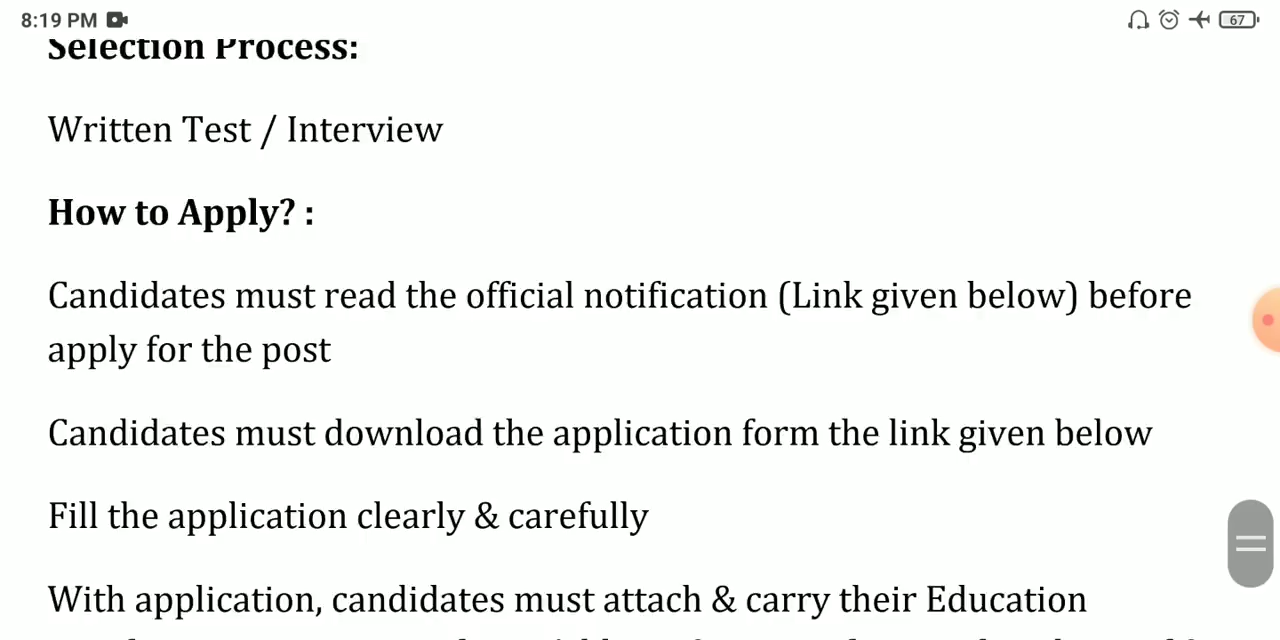 8:19 PM
67
Selection Process:
Written Test / Interview
How to Apply? :
Candidates must read the official notification (Link given below) before
apply for the post
Candidates must download the application form the link given below
Fill the application clearly & carefully
With application, candidates must attach & carry their Education